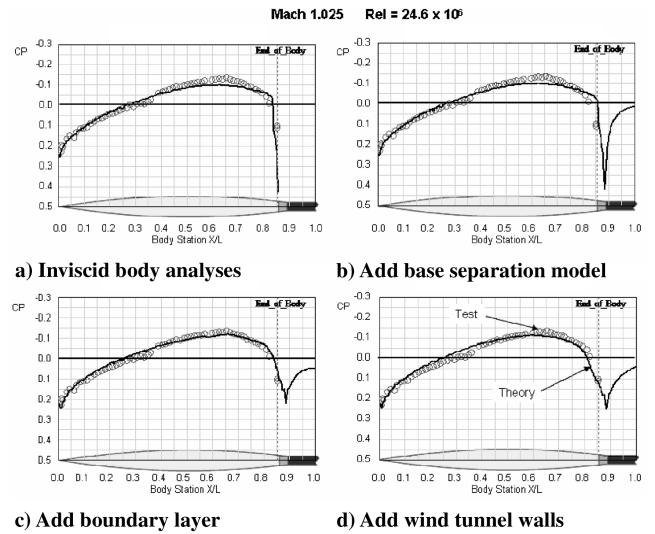 Mach 1.025 Rel = 24.6 x 10⁶
CP
-0.3
-0.1
0.0
0.1
0.2
0.3
0.4
0.5
End_of_Body
0.0 0.1 0.2 0.3 0.4 0.5 0.6 0.7 0.8 0.9 1.0
Body Station X/L
a) Inviscid body analyses
CP
-0.3
-0.1
0.0
0.1
0.2
0.3
0.4
0.5
End_of_Body
0.0 0.1 0.2 0.3 0.4 0.5 0.6 0.7 0.8 0.9 1.0
Body Station X/L
b) Add base separation model
CP
-0.3
-0.1
0.0
0.1
0.2
0.3
0.4
0.5
End_of_Body
0.0 0.1 0.2 0.3 0.4 0.5 0.6 0.7 0.8 0.9 1.0
Body Station X/L
c) Add boundary layer
CP
-0.3
-0.1
0.0
0.1
0.2
0.3
0.4
0.5
End_of_Body
Test
Theory
0.0 0.1 0.2 0.3 0.4 0.5 0.6 0.7 0.8 0.9 1.0
Body Station X/L
d) Add wind tunnel walls